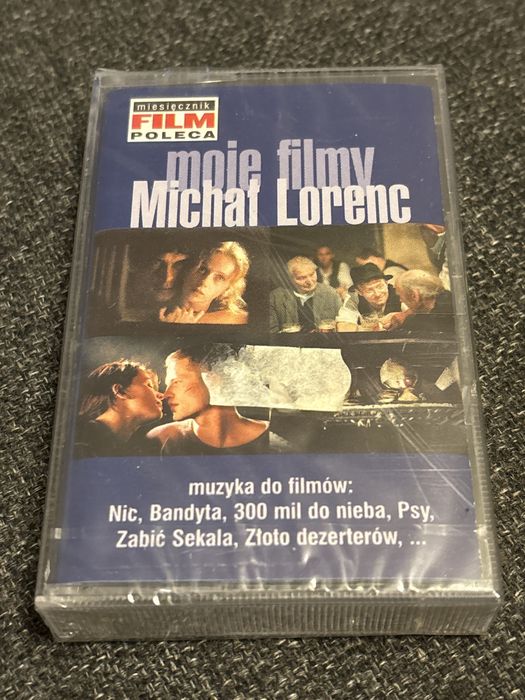 miesięcznik
FILM
POLECA
moje filmy
Michał Lorenc
muzyka do filmów:
Nic, Bandyta, 300 mil do nieba, Psy,
Zabić Sekala, Złoto dezerterów, ...